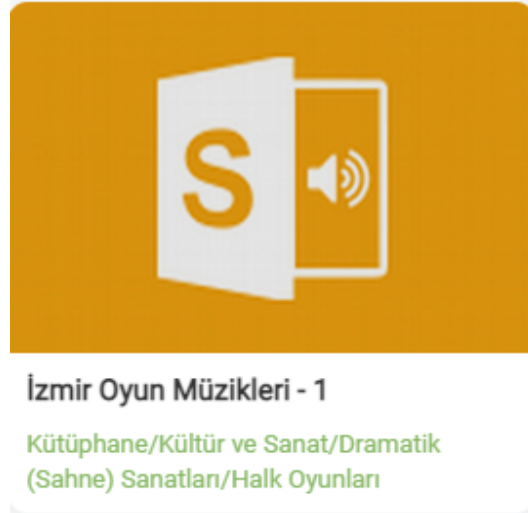 S
İzmir Oyun Müzikleri - 1
Kütüphane/Kültür ve Sanat/Dramatik
(Sahne) Sanatları/Halk Oyunları